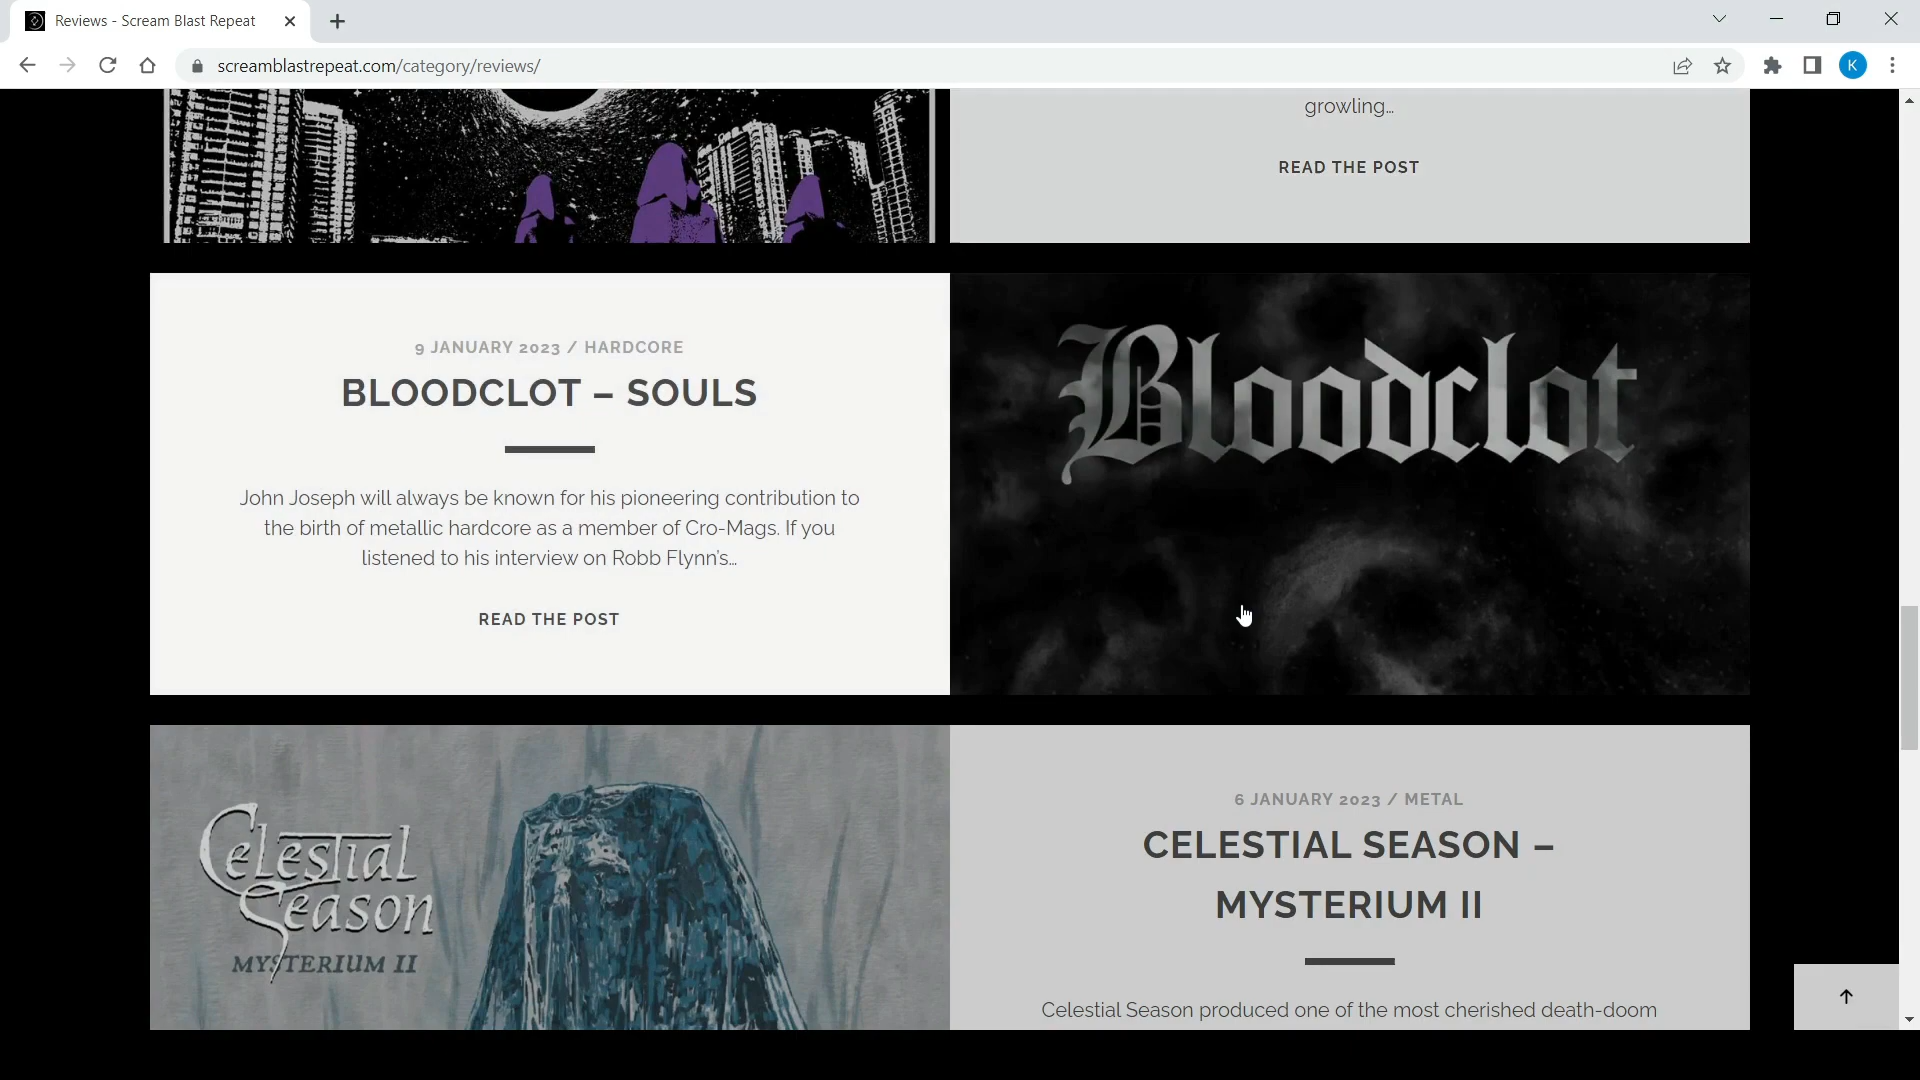 Reviews - Scream Blast Repeat
screamblastrepeat.com/category/reviews/
K
growling...
READ THE POST
9 JANUARY 2023 / HARDCORE
BLOODCLOT – SOULS
John Joseph will always be known for his pioneering contribution to
the birth of metallic hardcore as a member of Cro-Mags. If you
listened to his interview on Robb Flynn's...
READ THE POST
Bloodclot
Celestial
Season
MYSTERIUM II
6 JANUARY 2023 / METAL
CELESTIAL SEASON –
MYSTERIUM II
Celestial Season produced one of the most cherished death-doom